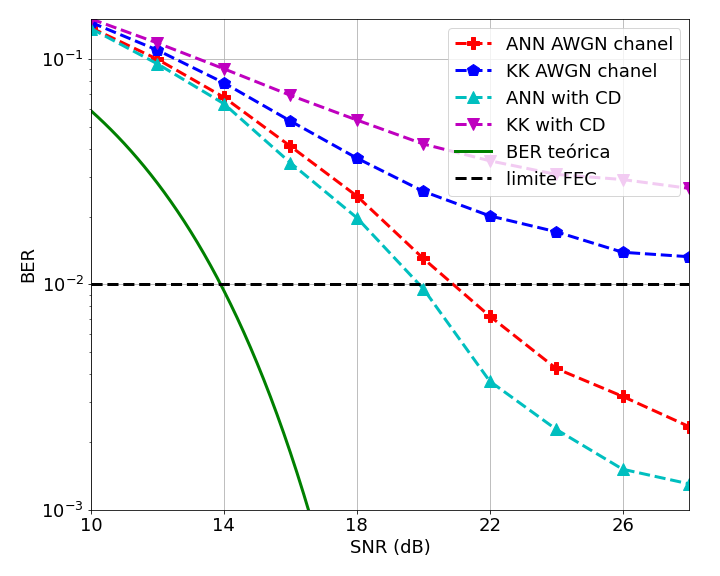 ANN AWGN chanel
KK AWGN chanel
ANN with CD
KK with CD
BER teórica
limite FEC
BER
10⁻¹
10⁻²
10⁻³
10 14 18 22 26
SNR (dB)